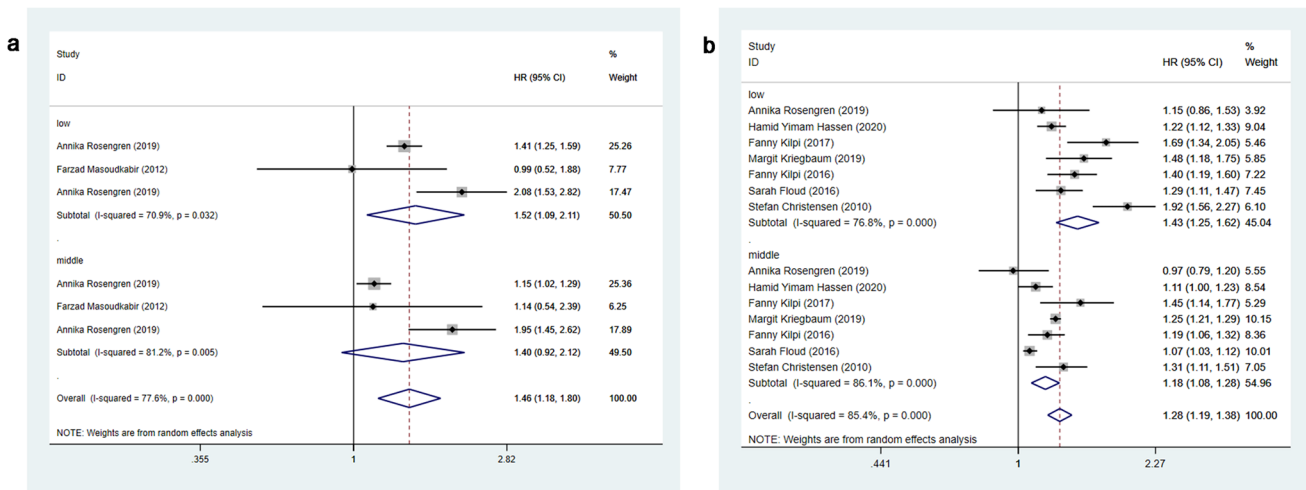 a
Study %
ID HR (95% CI) Weight
low
Annika Rosengren (2019) 1.41 (1.25, 1.59) 25.26
Farzad Masoudkabir (2012) 0.99 (0.52, 1.88) 7.77
Annika Rosengren (2019) 2.08 (1.53, 2.82) 17.47
Subtotal (I-squared = 70.9%, p = 0.032) 1.52 (1.09, 2.11) 50.50
.
middle
Annika Rosengren (2019) 1.15 (1.02, 1.29) 25.36
Farzad Masoudkabir (2012) 1.14 (0.54, 2.39) 6.25
Annika Rosengren (2019) 1.95 (1.45, 2.62) 17.89
Subtotal (I-squared = 81.2%, p = 0.005) 1.40 (0.92, 2.12) 49.50
.
Overall (I-squared = 77.6%, p = 0.000) 1.46 (1.18, 1.80) 100.00
NOTE: Weights are from random effects analysis
.355 1 2.82
b
Study %
ID HR (95% CI) Weight
low
Annika Rosengren (2019) 1.15 (0.86, 1.53) 3.92
Hamid Yimam Hassen (2020) 1.22 (1.12, 1.33) 9.04
Fanny Kilpi (2017) 1.69 (1.34, 2.05) 5.46
Margit Kriegbaum (2019) 1.48 (1.18, 1.75) 5.85
Fanny Kilpi (2016) 1.40 (1.19, 1.60) 7.22
Sarah Floud (2016) 1.29 (1.11, 1.47) 7.45
Stefan Christensen (2010) 1.92 (1.56, 2.27) 6.10
Subtotal (I-squared = 76.8%, p = 0.000) 1.43 (1.25, 1.62) 45.04
.
middle
Annika Rosengren (2019) 0.97 (0.79, 1.20) 5.55
Hamid Yimam Hassen (2020) 1.11 (1.00, 1.23) 8.54
Fanny Kilpi (2017) 1.45 (1.14, 1.77) 5.29
Margit Kriegbaum (2019) 1.25 (1.21, 1.29) 10.15
Fanny Kilpi (2016) 1.19 (1.06, 1.32) 8.36
Sarah Floud (2016) 1.07 (1.03, 1.12) 10.01
Stefan Christensen (2010) 1.31 (1.11, 1.51) 7.05
Subtotal (I-squared = 86.1%, p = 0.000) 1.18 (1.08, 1.28) 54.96
.
Overall (I-squared = 85.4%, p = 0.000) 1.28 (1.19, 1.38) 100.00
NOTE: Weights are from random effects analysis
.441 1 2.27